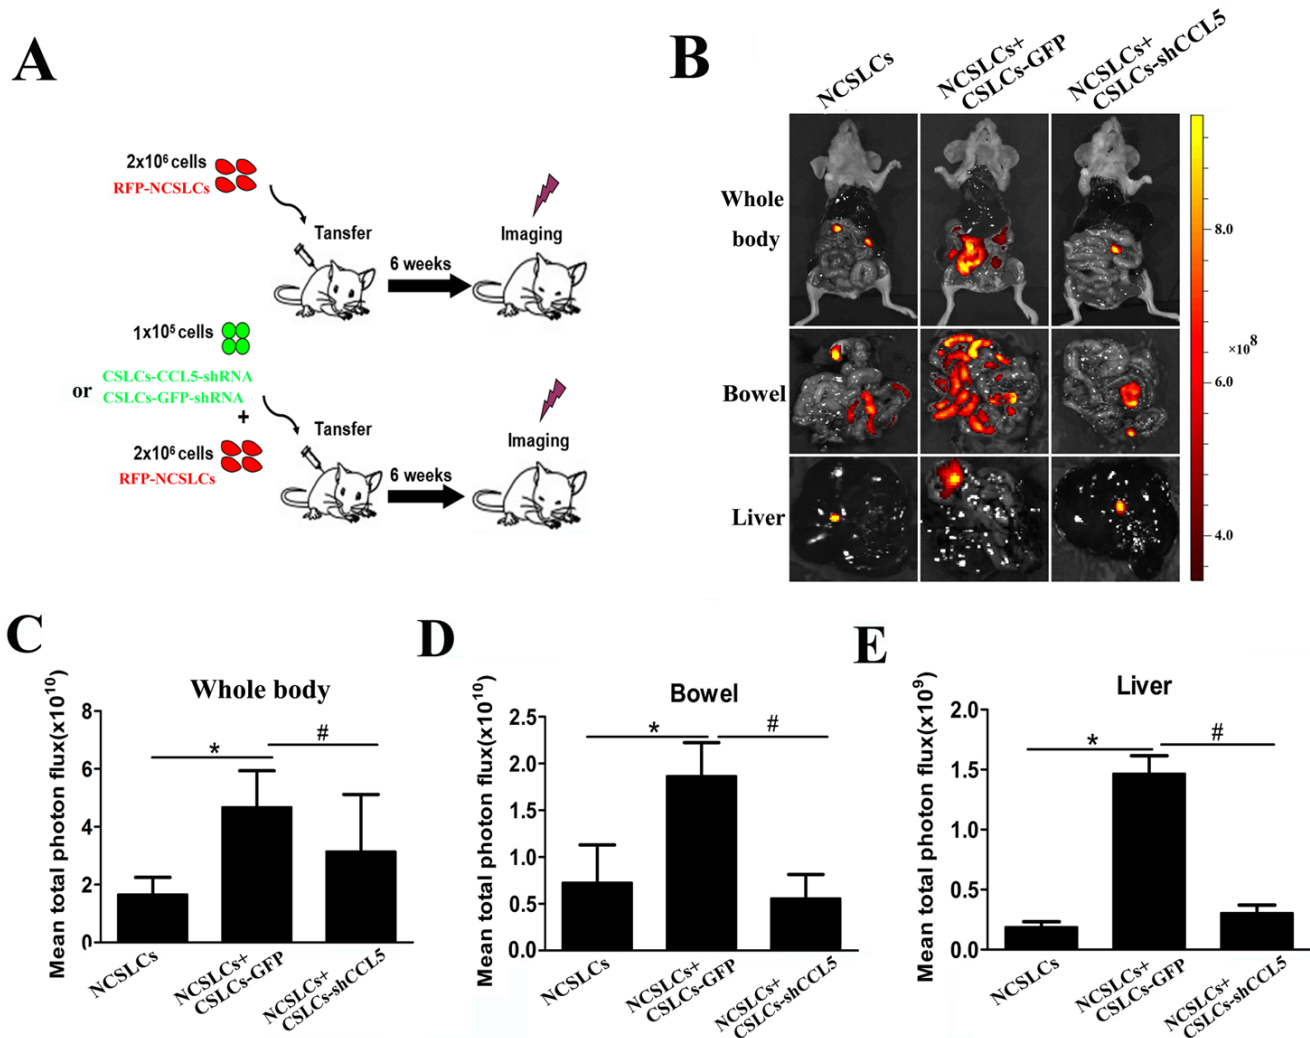 A
2x10⁶ cells
RFP-NCSLCs
Tansfer
Imaging
6 weeks
1x10⁵ cells
CSLCs-CCL5-shRNA
or CSLCs-GFP-shRNA
+
2x10⁶ cells
RFP-NCSLCs
Transfer
Imaging
6 weeks
B
NCSLCs
NCSLCs+
CSLCs-GFP
NCSLCs+
CSLCs-shCCL5
Whole
body
Bowel
Liver
8.0
×10⁸
6.0
4.0
C
Whole body
Mean total photon flux(x10¹⁰)
8
6
4
2
0
*
#
NCSLCs
NCSLCs+
CSLCs-GFP
NCSLCs+
CSLCs-shCCL5
D
Bowel
Mean total photon flux(x10¹⁰)
2.5
2.0
1.5
1.0
0.5
0.0
*
#
NCSLCs
NCSLCs+
CSLCs-GFP
NCSLCs+
CSLCs-shCCL5
E
Liver
Mean total photon flux(x10⁹)
2.0
1.5
1.0
0.5
0.0
*
#
NCSLCs
NCSLCs+
CSLCs-GFP
NCSLCs+
CSLCs-shCCL5